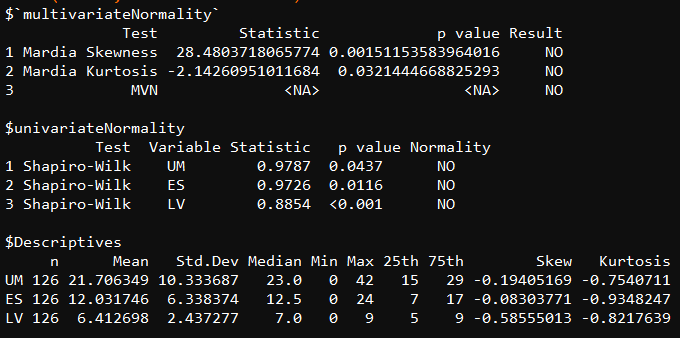 $`multivariateNormality`
Test Statistic p value Result
1 Mardia Skewness 28.4803718065774 0.00151153583964016 NO
2 Mardia Kurtosis -2.14260951011684 0.0321444668825293 NO
3 MVN <NA> <NA> NO
$univariateNormality
Test Variable Statistic p value Normality
1 Shapiro-Wilk UM 0.9787 0.0437 NO
2 Shapiro-Wilk ES 0.9726 0.0116 NO
3 Shapiro-Wilk LV 0.8854 <0.001 NO
$Descriptives
n Mean Std.Dev Median Min Max 25th 75th Skew Kurtosis
UM 126 21.706349 10.333687 23.0 0 42 15 29 -0.19405169 -0.7540711
ES 126 12.031746 6.338374 12.5 0 24 7 17 -0.08303771 -0.9348247
LV 126 6.412698 2.437277 7.0 0 9 5 9 -0.58555013 -0.8217639